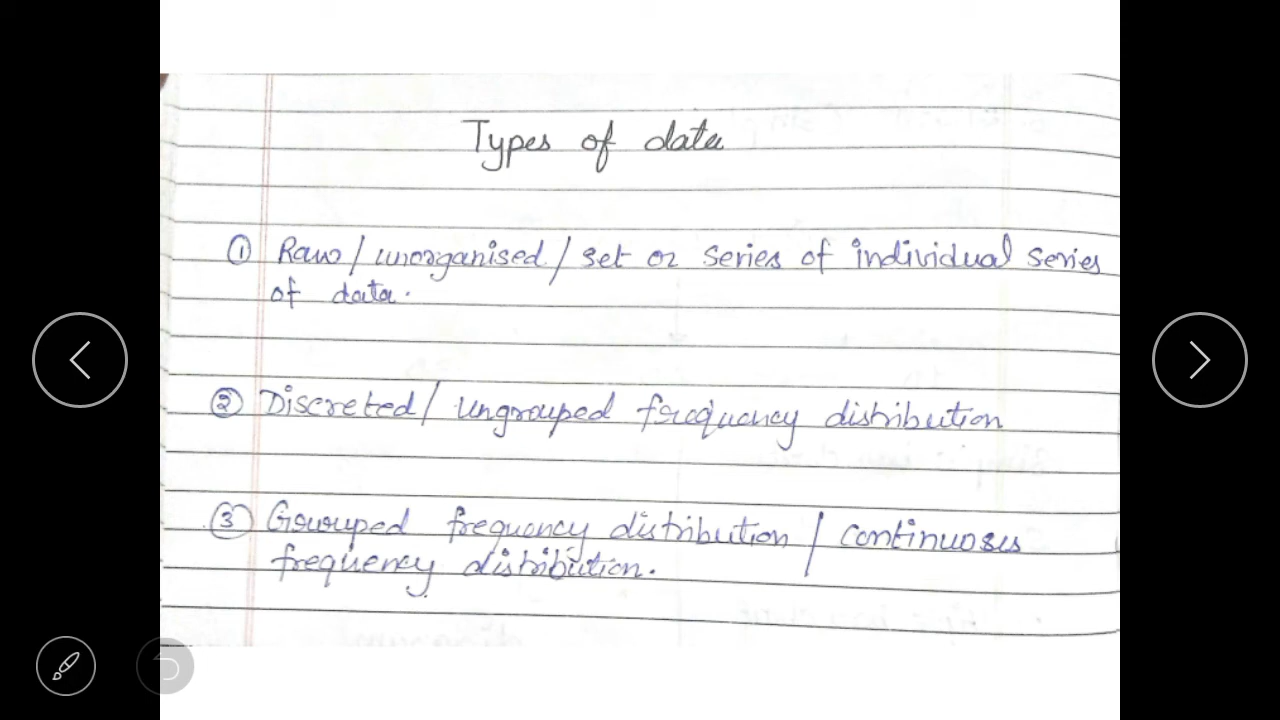 Types of data
① Raw / unorganised / set or series of individual series
of data.
② Discreted / ungrouped frequency distribution
③ Grouped frequency distribution / continuous
frequency distribution.